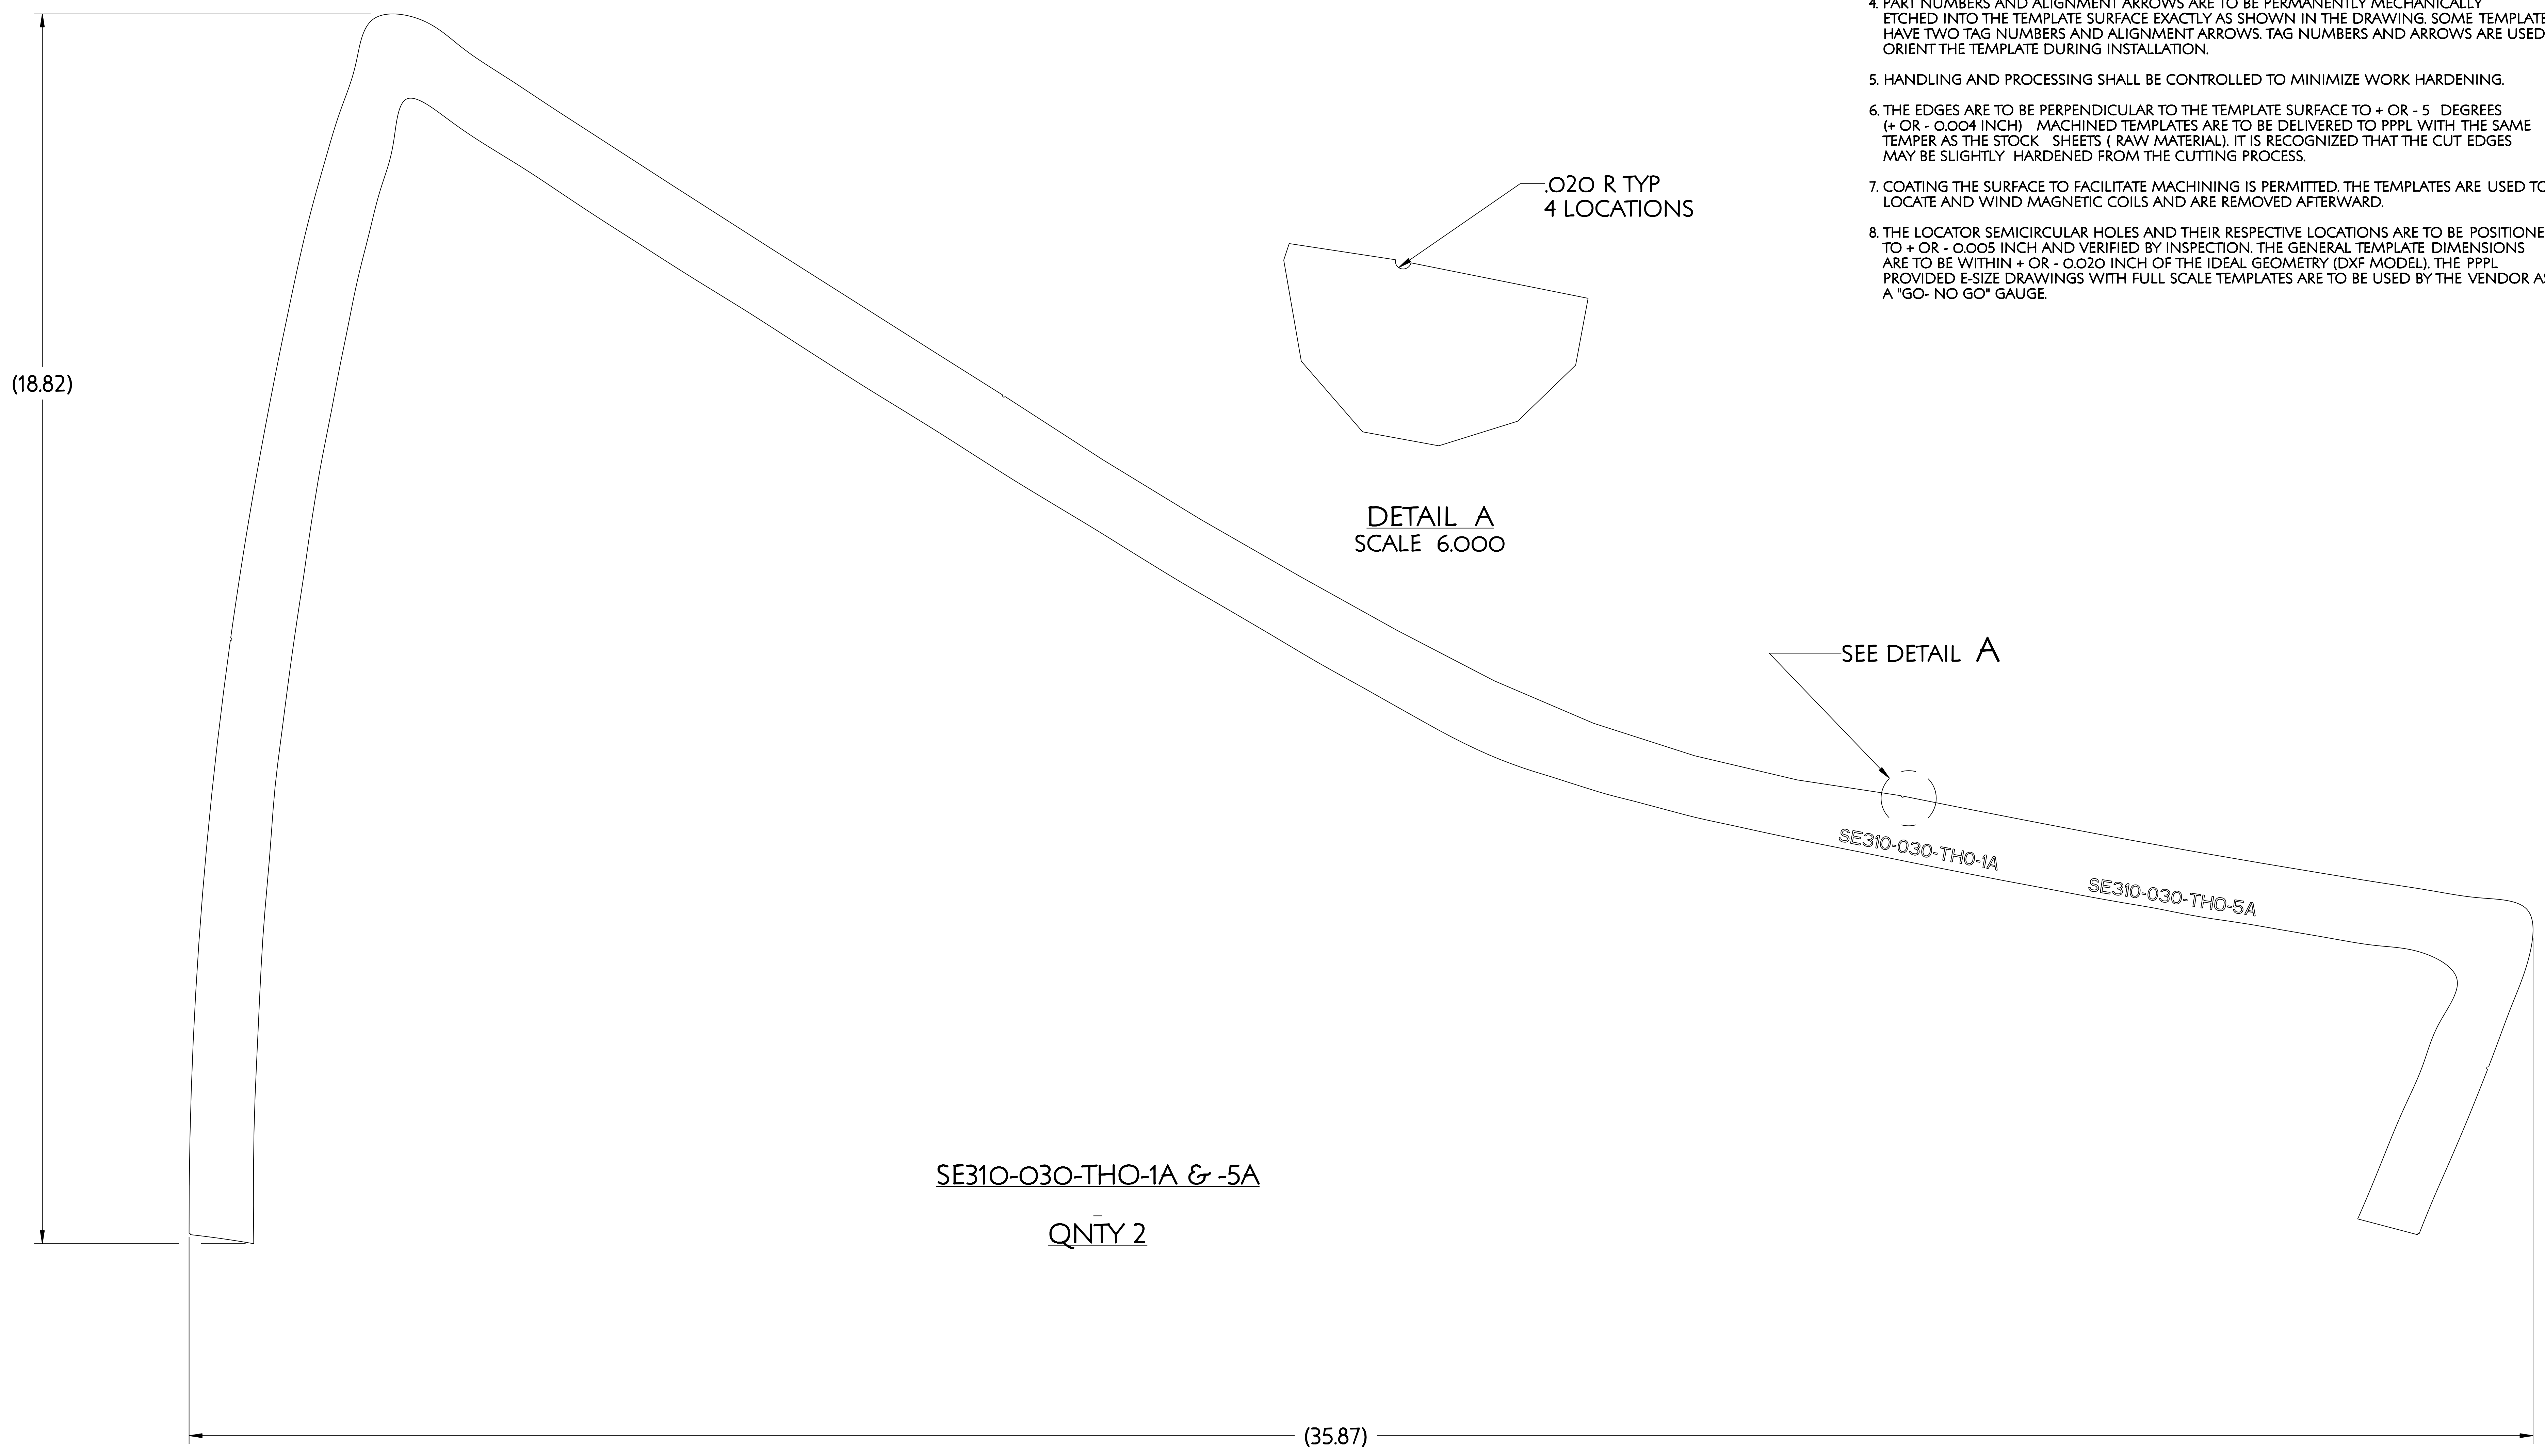 4. PART NUMBERS AND ALIGNMENT ARROWS ARE TO BE PERMANENTLY MECHANICALLY
ETCHED INTO THE TEMPLATE SURFACE EXACTLY AS SHOWN IN THE DRAWING. SOME TEMPLATE
HAVE TWO TAG NUMBERS AND ALIGNMENT ARROWS. TAG NUMBERS AND ARROWS ARE USED
ORIENT THE TEMPLATE DURING INSTALLATION.
5. HANDLING AND PROCESSING SHALL BE CONTROLLED TO MINIMIZE WORK HARDENING.
6. THE EDGES ARE TO BE PERPENDICULAR TO THE TEMPLATE SURFACE TO + OR - 5 DEGREES
(+ OR - 0.004 INCH) MACHINED TEMPLATES ARE TO BE DELIVERED TO PPPL WITH THE SAME
TEMPER AS THE STOCK SHEETS ( RAW MATERIAL). IT IS RECOGNIZED THAT THE CUT EDGES
MAY BE SLIGHTLY HARDENED FROM THE CUTTING PROCESS.
7. COATING THE SURFACE TO FACILITATE MACHINING IS PERMITTED. THE TEMPLATES ARE USED TO
LOCATE AND WIND MAGNETIC COILS AND ARE REMOVED AFTERWARD.
8. THE LOCATOR SEMICIRCULAR HOLES AND THEIR RESPECTIVE LOCATIONS ARE TO BE POSITIONE
TO + OR - 0.005 INCH AND VERIFIED BY INSPECTION. THE GENERAL TEMPLATE DIMENSIONS
ARE TO BE WITHIN + OR - 0.020 INCH OF THE IDEAL GEOMETRY (DXF MODEL). THE PPPL
PROVIDED E-SIZE DRAWINGS WITH FULL SCALE TEMPLATES ARE TO BE USED BY THE VENDOR AS
A "GO- NO GO" GAUGE.
.020 R TYP
4 LOCATIONS
(18.82)
DETAIL A
SCALE 6.000
SEE DETAIL A
SE310-030-TH0-1A
SE310-030-TH0-5A
SE310-030-TH0-1A & -5A
QNTY 2
(35.87)